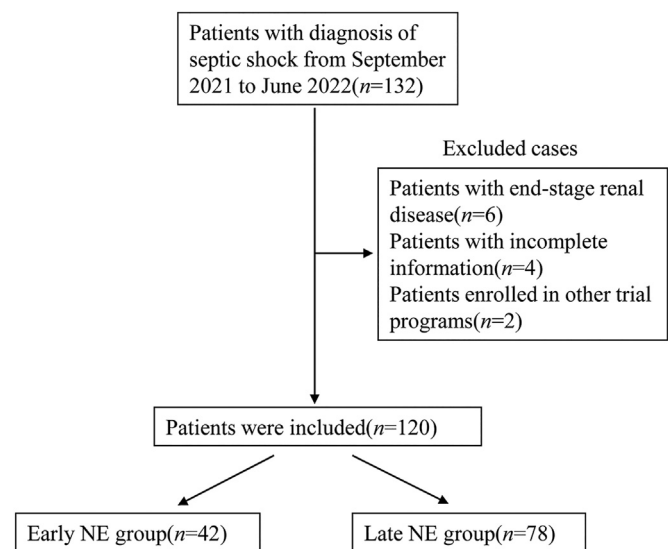 Patients with diagnosis of
septic shock from September
2021 to June 2022(n=132)
Excluded cases
Patients with end-stage renal
disease(n=6)
Patients with incomplete
information(n=4)
Patients enrolled in other trial
programs(n=2)
Patients were included(n=120)
Early NE group(n=42)
Late NE group(n=78)